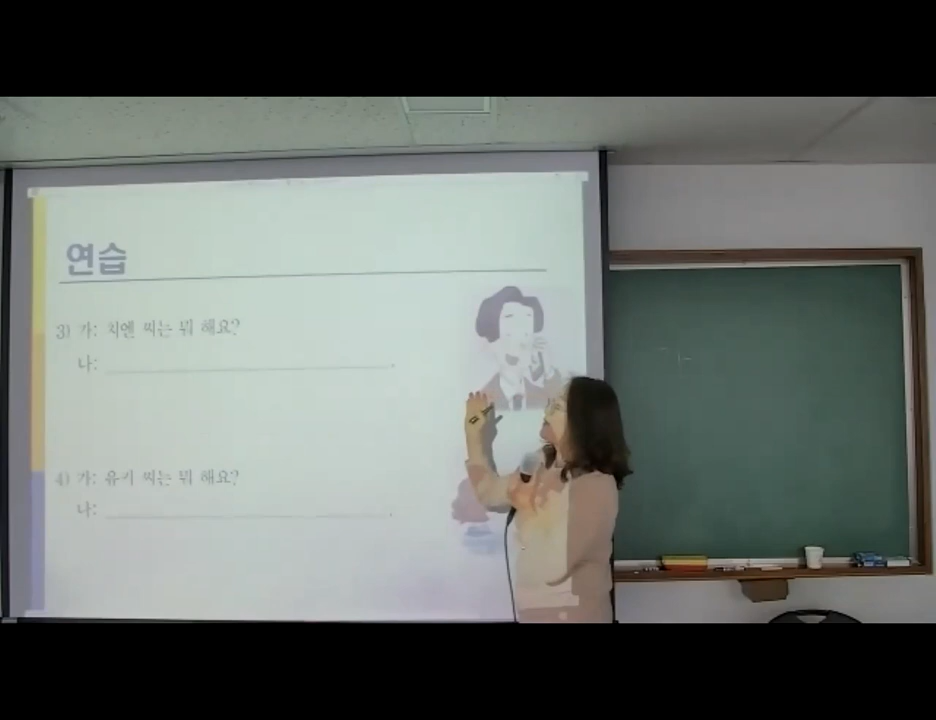 연습
3) 가: 치엔 씨는 뭐 해요?
나: .
4) 가: 유키 씨는 뭐 해요?
나: .